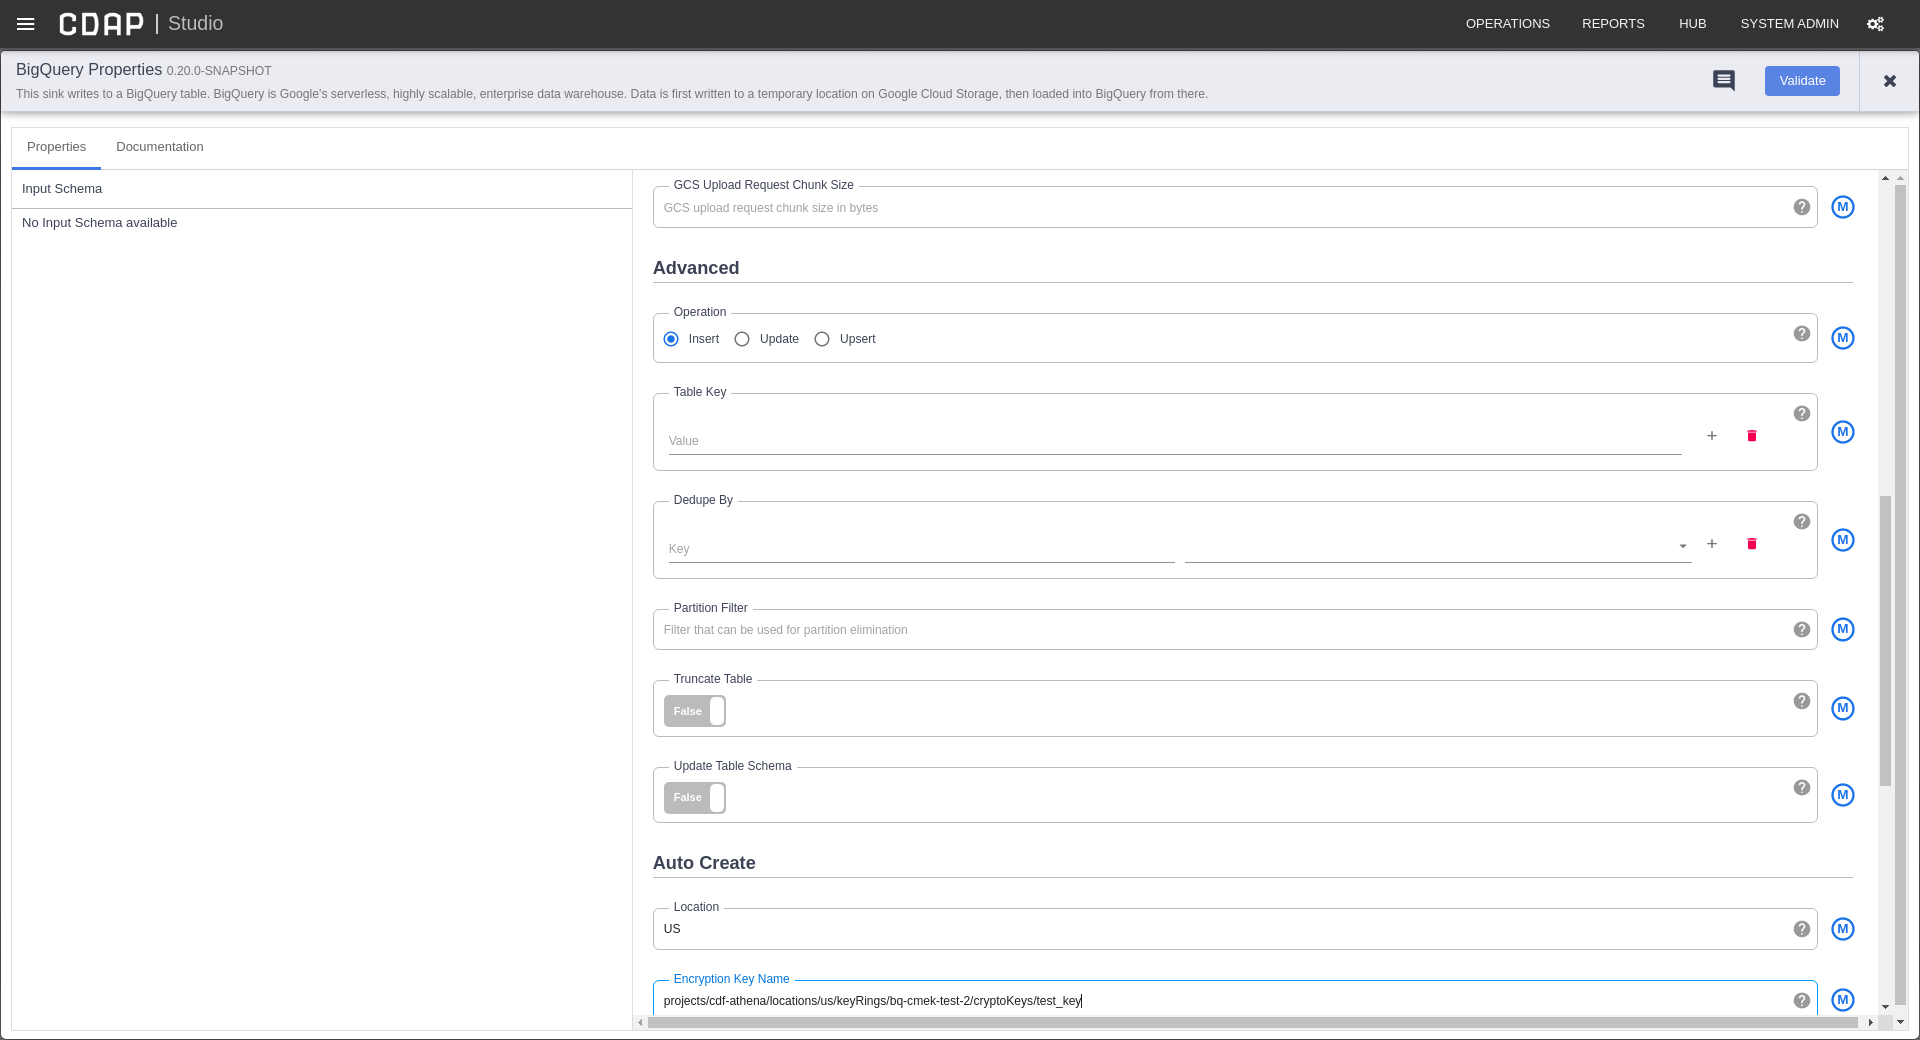 CDAP | Studio OPERATIONS REPORTS HUB SYSTEM ADMIN
BigQuery Properties 0.20.0-SNAPSHOT
This sink writes to a BigQuery table. BigQuery is Google's serverless, highly scalable, enterprise data warehouse. Data is first written to a temporary location on Google Cloud Storage, then loaded into BigQuery from there.
Validate
Properties Documentation
Input Schema
No Input Schema available
GCS Upload Request Chunk Size
GCS upload request chunk size in bytes
M
Advanced
Operation
Insert Update Upsert
M
Table Key
Value
M
Dedupe By
Key
M
Partition Filter
Filter that can be used for partition elimination
M
Truncate Table
False
M
Update Table Schema
False
M
Auto Create
Location
US
M
Encryption Key Name
projects/cdf-athena/locations/us/keyRings/bq-cmek-test-2/cryptoKeys/test_key
M